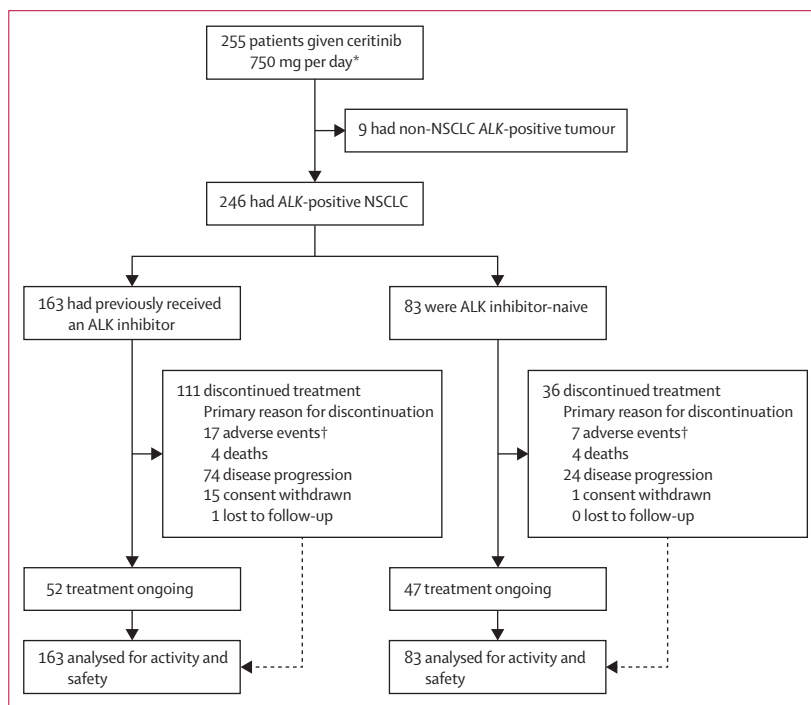 255 patients given ceritinib
750 mg per day*
9 had non-NSCLC ALK-positive tumour
246 had ALK-positive NSCLC
163 had previously received
an ALK inhibitor
83 were ALK inhibitor-naive
111 discontinued treatment
Primary reason for discontinuation
17 adverse events†
4 deaths
74 disease progression
15 consent withdrawn
1 lost to follow-up
36 discontinued treatment
Primary reason for discontinuation
7 adverse events†
4 deaths
24 disease progression
1 consent withdrawn
0 lost to follow-up
52 treatment ongoing
47 treatment ongoing
163 analysed for activity and
safety
83 analysed for activity and
safety